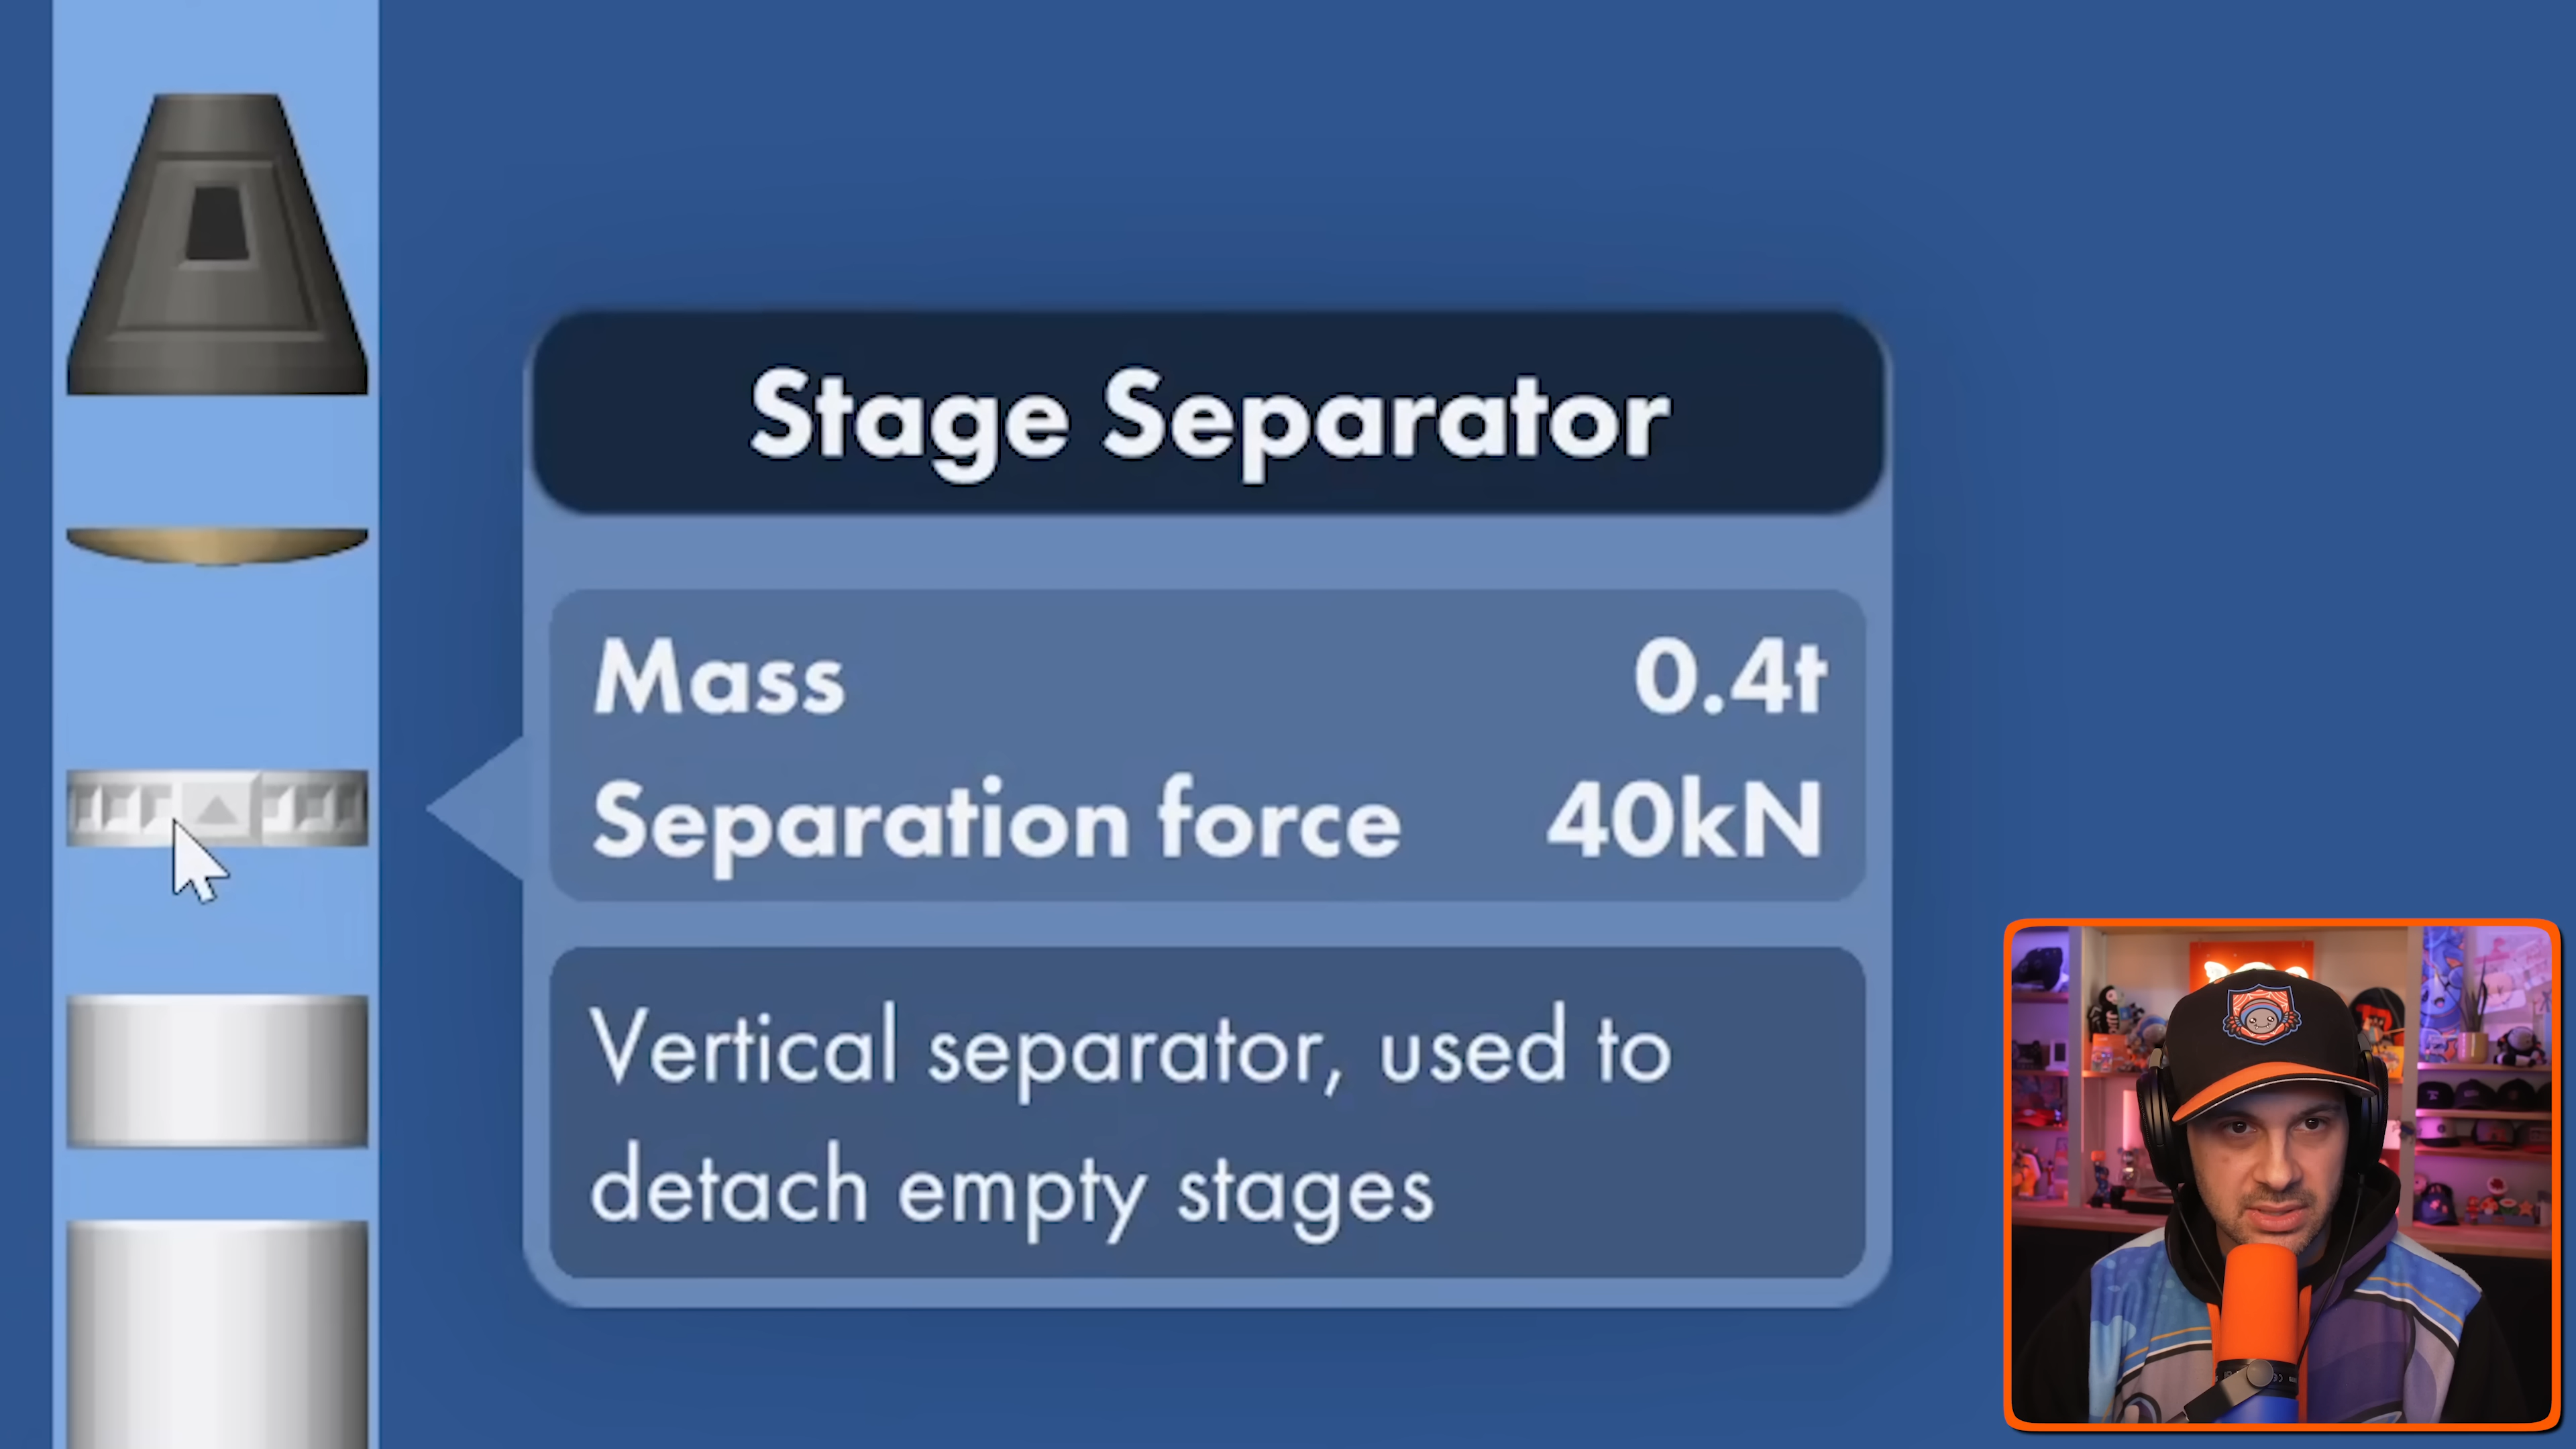 Stage Separator
Mass 0.4t
Separation force 40kN
Vertical separator, used to
detach empty stages